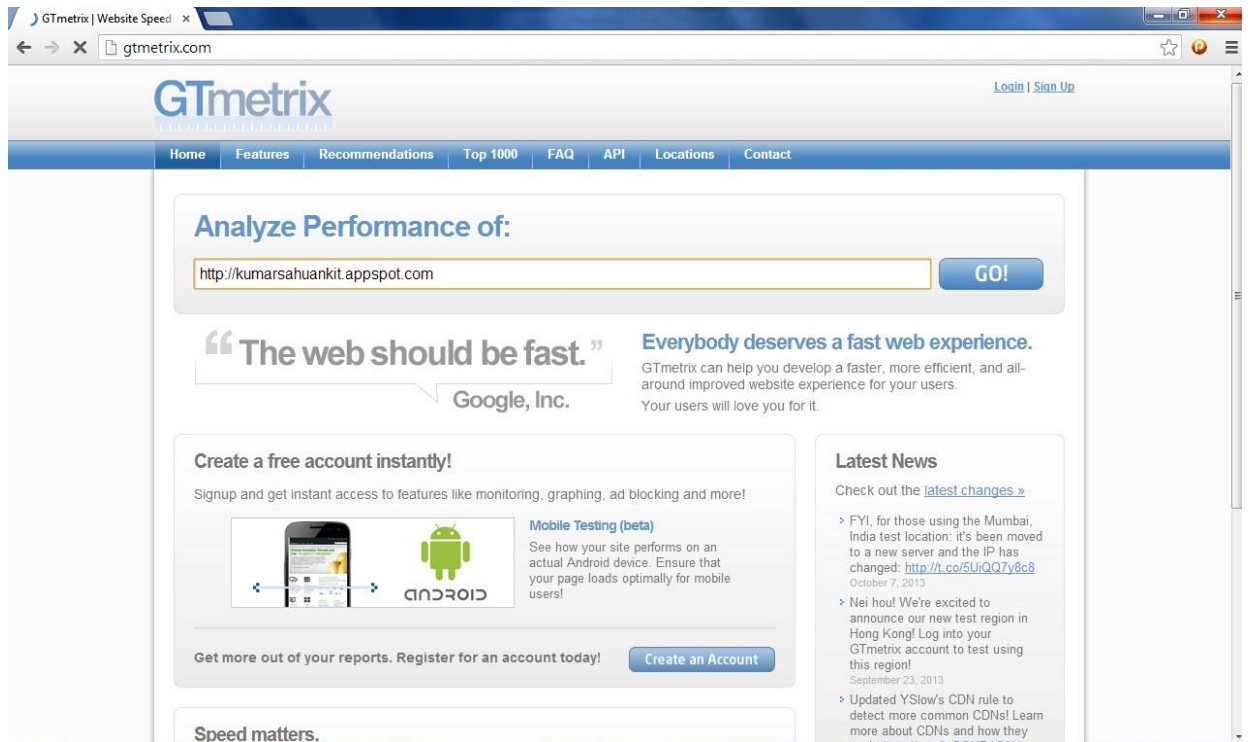 GTmetrix | Website Speed
gtmetrix.com
GTmetrix
Login | Sign Up
Home Features Recommendations Top 1000 FAQ API Locations Contact
Analyze Performance of:
http://kumarsahuankit.appspot.com
GO!
“The web should be fast.”
Google, Inc.
Everybody deserves a fast web experience.
GTmetrix can help you develop a faster, more efficient, and all-
around improved website experience for your users.
Your users will love you for it.
Create a free account instantly!
Signup and get instant access to features like monitoring, graphing, ad blocking and more!
ANDROID
Mobile Testing (beta)
See how your site performs on an
actual Android device. Ensure that
your page loads optimally for mobile
users!
Get more out of your reports. Register for an account today!
Create an Account
Speed matters.
Latest News
Check out the latest changes »
FYI, for those using the Mumbai,
India test location: it's been moved
to a new server and the IP has
changed: http://t.co/5UiQQ7y8c8
October 7, 2013
Nei hou! We're excited to
announce our new test region in
Hong Kong! Log into your
GTmetrix account to test using
this region!
September 23, 2013
Updated YSlow's CDN rule to
detect more common CDNs! Learn
more about CDNs and how they